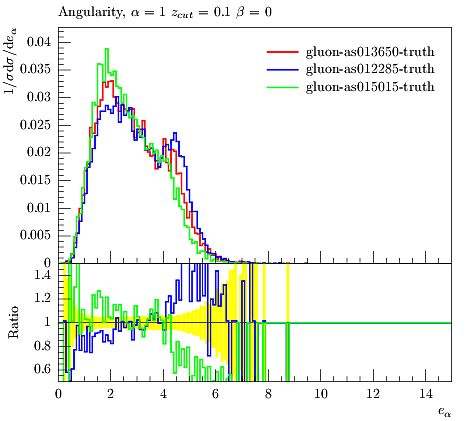 Angularity, α = 1 z_cut = 0.1 β = 0
1/σ dσ/de_α
0.04
0.035
0.03
0.025
0.02
0.015
0.01
0.005
0
gluon-as013650-truth
gluon-as012285-truth
gluon-as015015-truth
Ratio
1.4
1.2
1
0.8
0.6
0 2 4 6 8 10 12 14
e_α